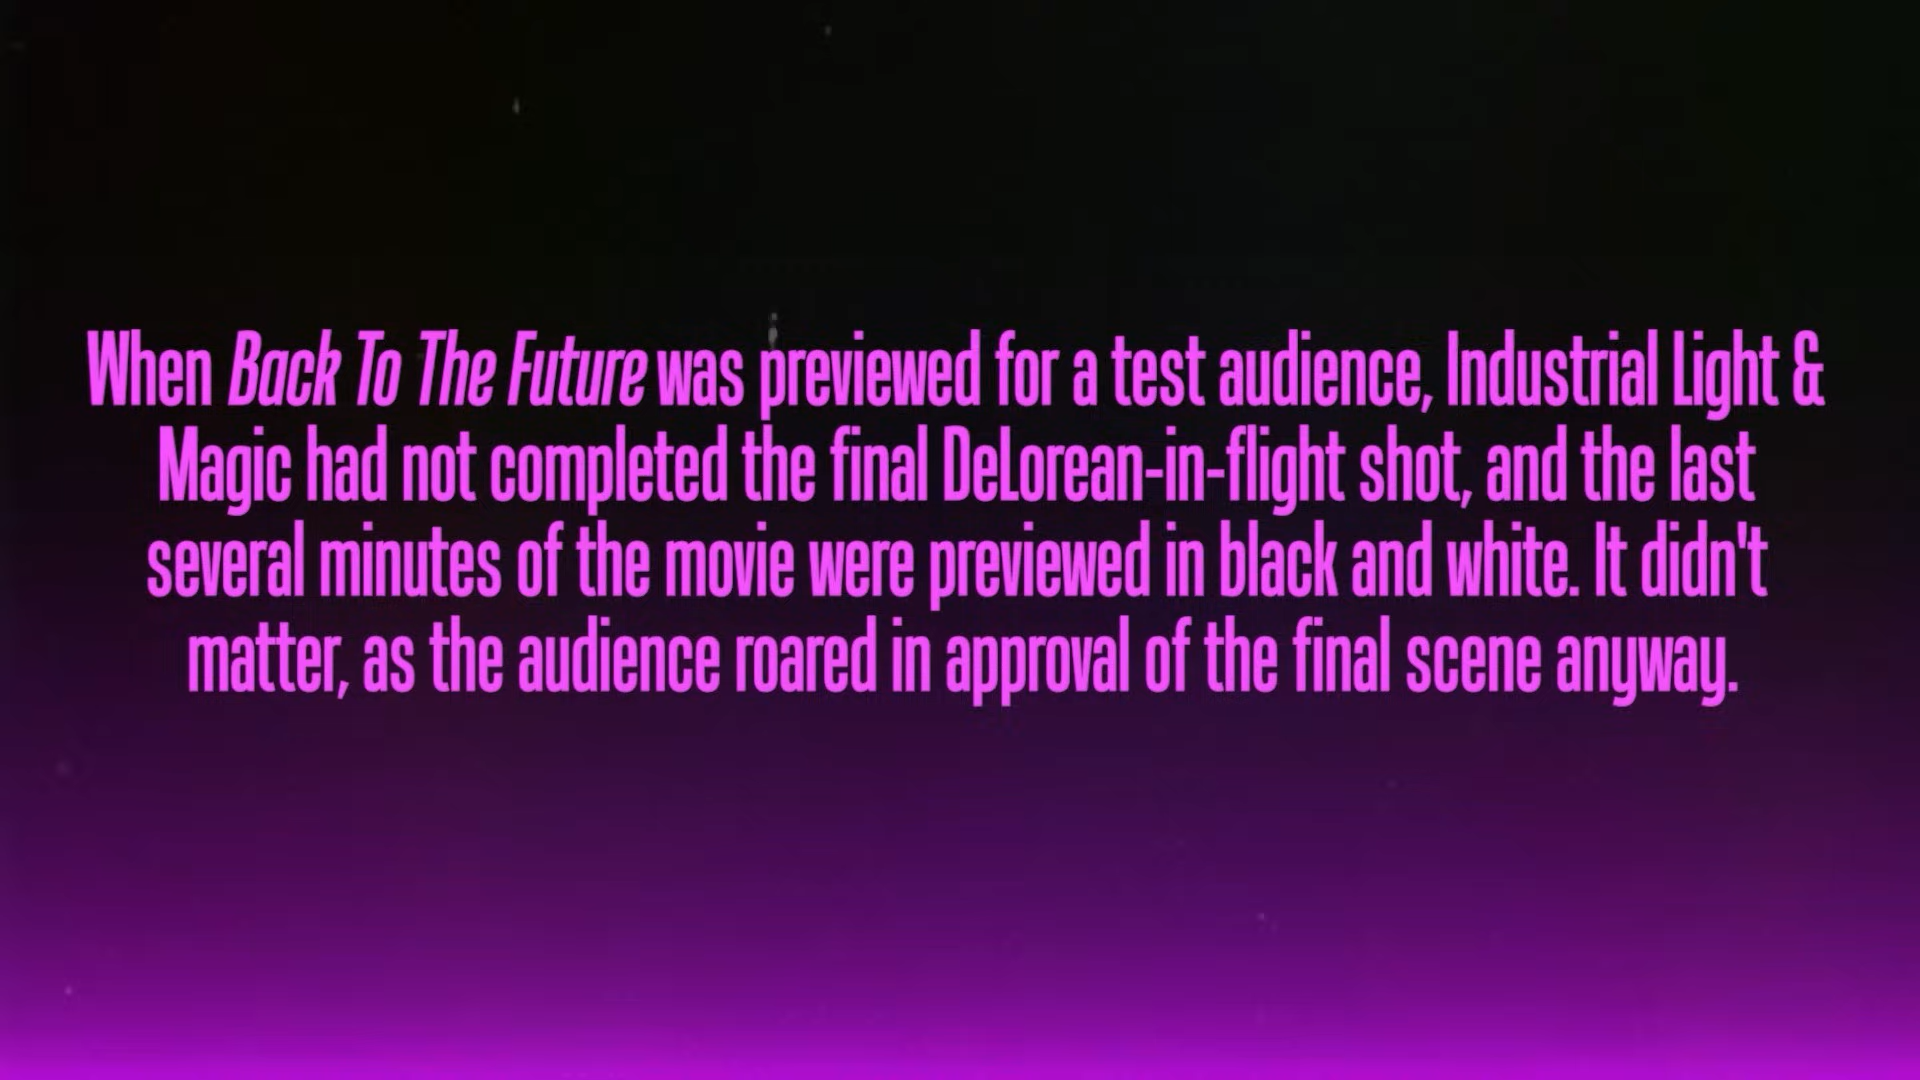 When Back To The Future was previewed for a test audience, Industrial Light &
Magic had not completed the final DeLorean-in-flight shot, and the last
several minutes of the movie were previewed in black and white. It didn't
matter, as the audience roared in approval of the final scene anyway.